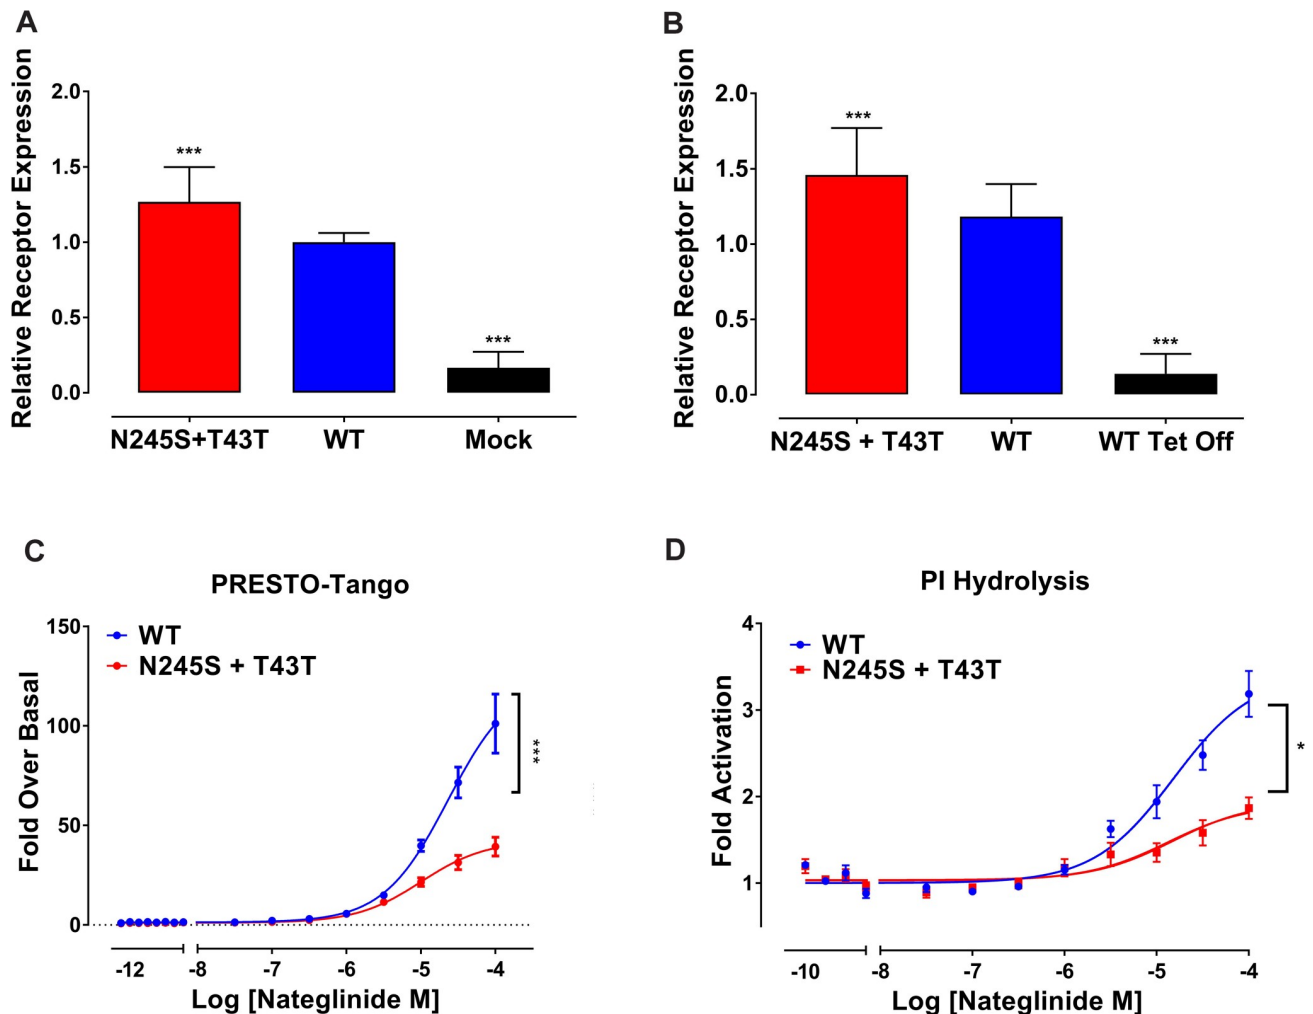 A
Relative Receptor Expression
2.0
1.5
1.0
0.5
0.0
***
***
N245S+T43T
WT
Mock
B
Relative Receptor Expression
2.0
1.5
1.0
0.5
0.0
***
***
N245S + T43T
WT
WT Tet Off
C
PRESTO-Tango
Fold Over Basal
150
100
50
0
WT
N245S + T43T
***
-12
-8
-7
-6
-5
-4
Log [Nateglinide M]
D
PI Hydrolysis
Fold Activation
4
3
2
1
WT
N245S + T43T
*
-10
-8
-7
-6
-5
-4
Log [Nateglinide M]